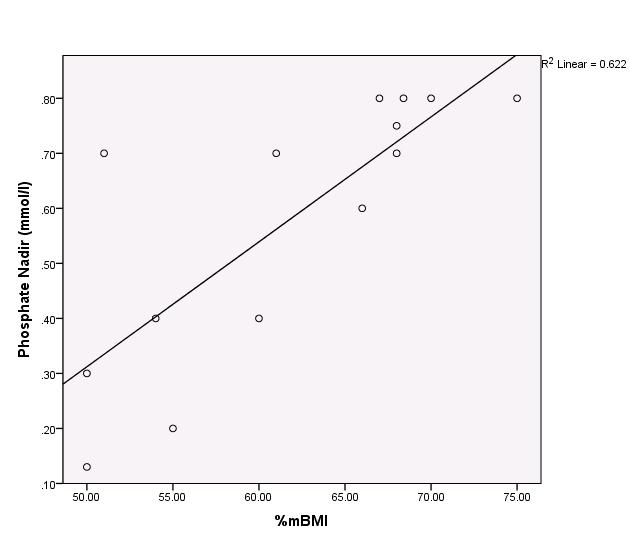 R2 Linear = 0.622
.80
.70
.60
.50
.40
.30
.20
.10
Phosphate Nadir (mmol/l)
50.00 55.00 60.00 65.00 70.00 75.00
%mBMI